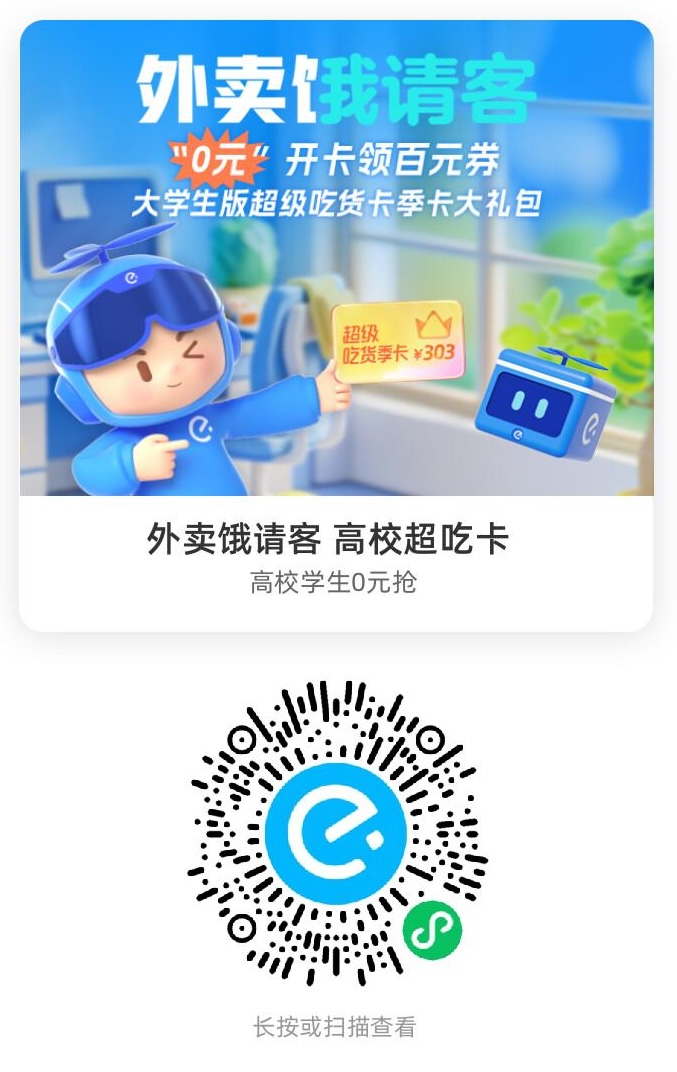 外卖饿请客
“0元“ 开卡领百元券
大学生版超级吃货卡季卡大礼包
超级
吃货季卡 ¥303
外卖饿请客 高校超吃卡
高校学生0元抢
长按或扫描查看